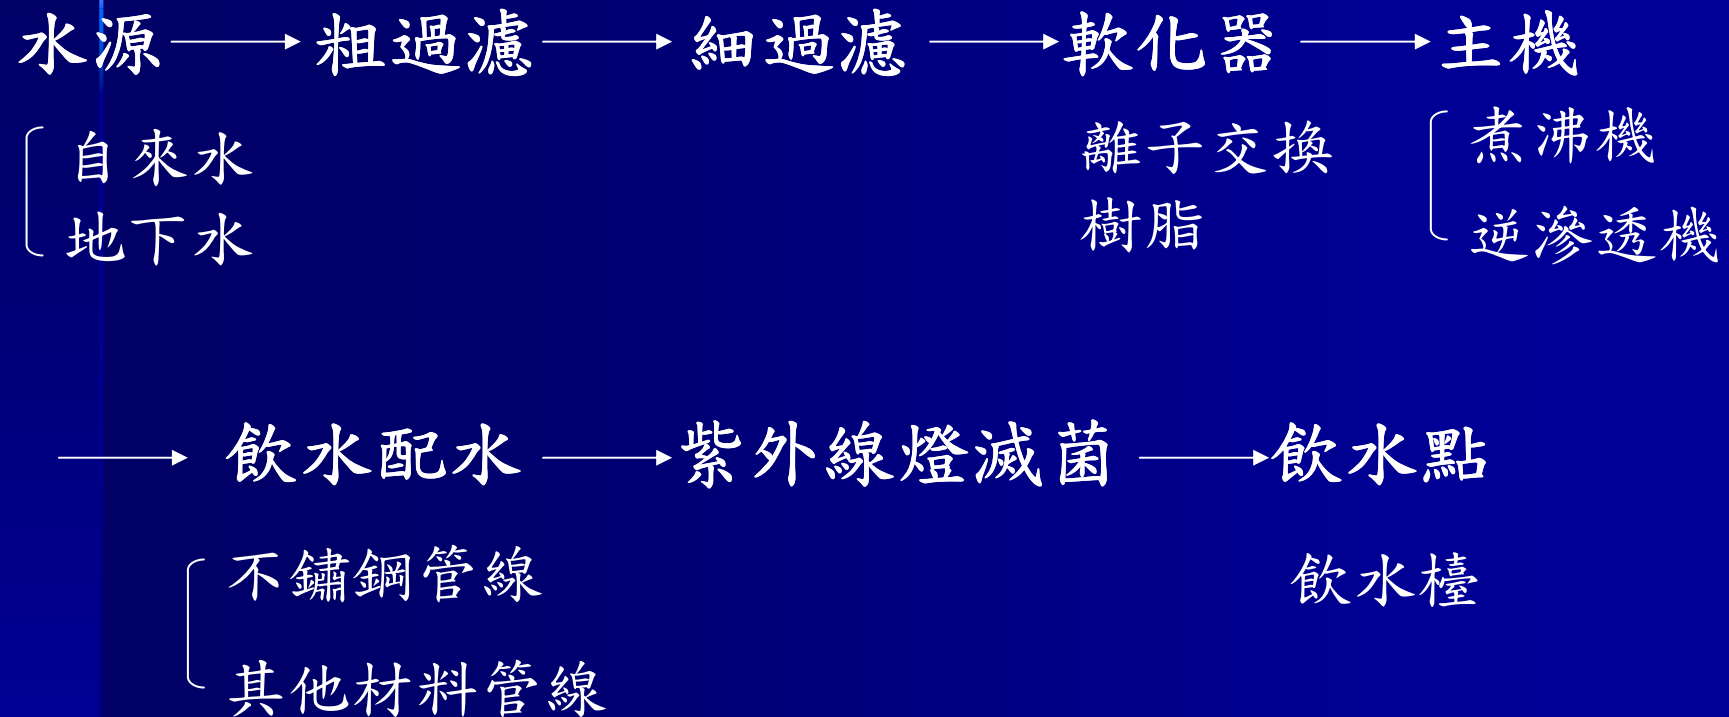 水源 → 粗過濾 → 細過濾 → 軟化器 → 主機
自來水
地下水
離子交換
樹脂
煮沸機
逆滲透機
→ 飲水配水 → 紫外線燈滅菌 → 飲水點
不鏽鋼管線
其他材料管線
飲水檯